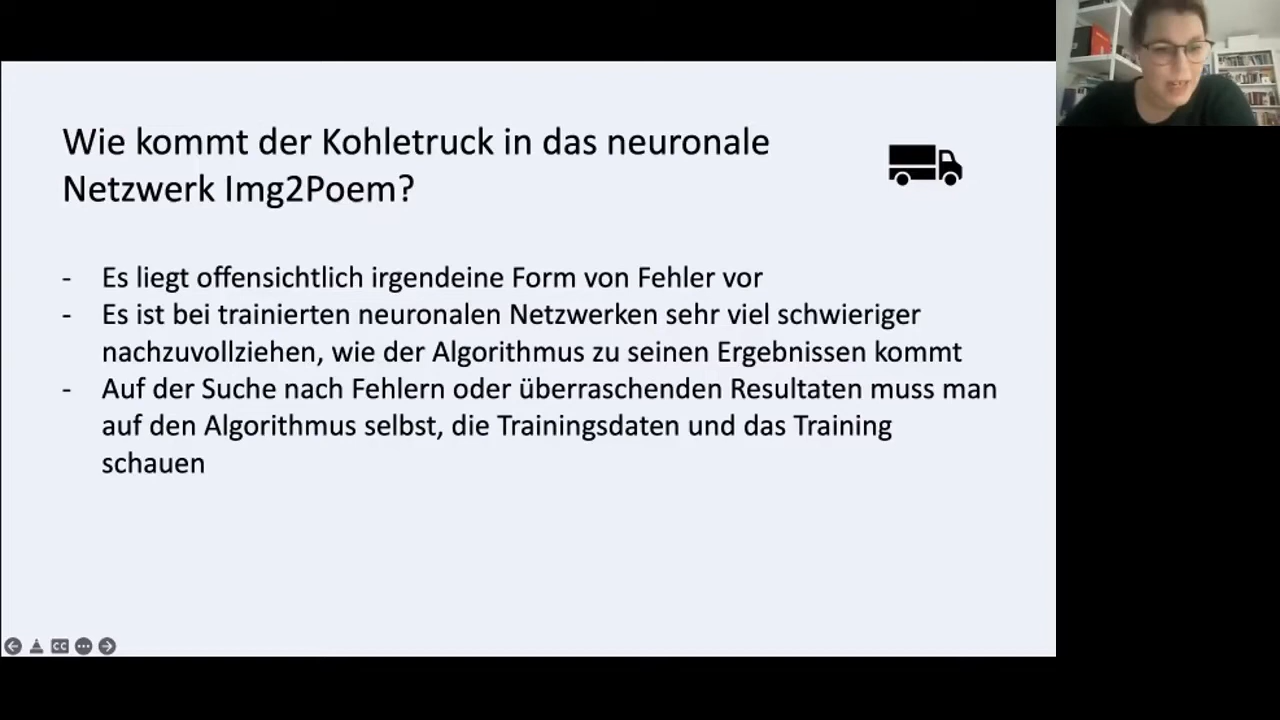 Wie kommt der Kohletruck in das neuronale
Netzwerk Img2Poem?
- Es liegt offensichtlich irgendeine Form von Fehler vor
- Es ist bei trainierten neuronalen Netzwerken sehr viel schwieriger
nachzuvollziehen, wie der Algorithmus zu seinen Ergebnissen kommt
- Auf der Suche nach Fehlern oder überraschenden Resultaten muss man
auf den Algorithmus selbst, die Trainingsdaten und das Training
schauen
CC